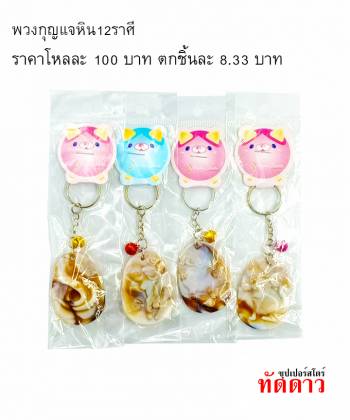 พวงกุญแจหิน12ราศี
ราคาโหลละ 100 บาท ตกชิ้นละ 8.33 บาท
ซุปเปอร์สโตร์
ทัดดาว